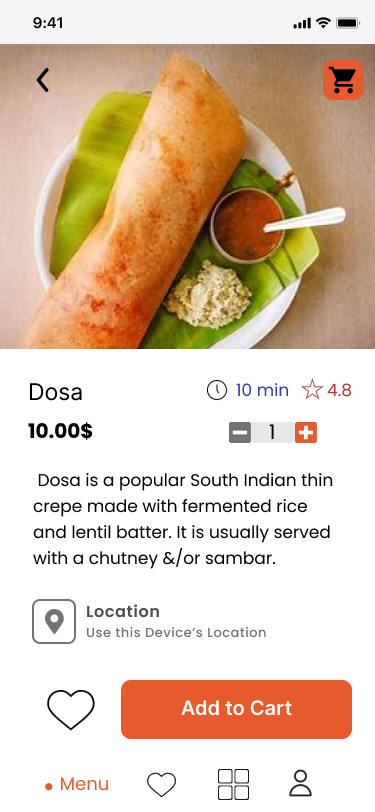 9:41
Dosa
10 min
4.8
10.00$
1
Dosa is a popular South Indian thin
crepe made with fermented rice
and lentil batter. It is usually served
with a chutney &/or sambar.
Location
Use this Device's Location
Add to Cart
Menu